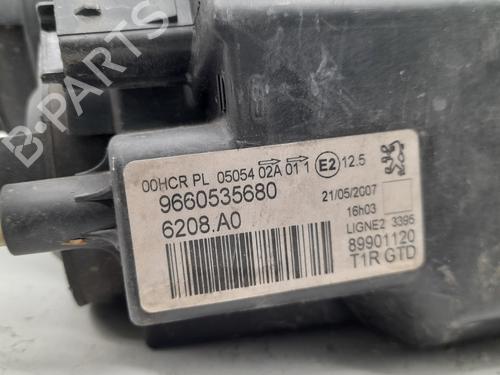 B-PARTS
00HCR PL 05054 02A 01 1 E2 12.5
9660535680
21/05/2007
6208.A0
16h03
LIGNE2 3395
89901120
T1R GTD